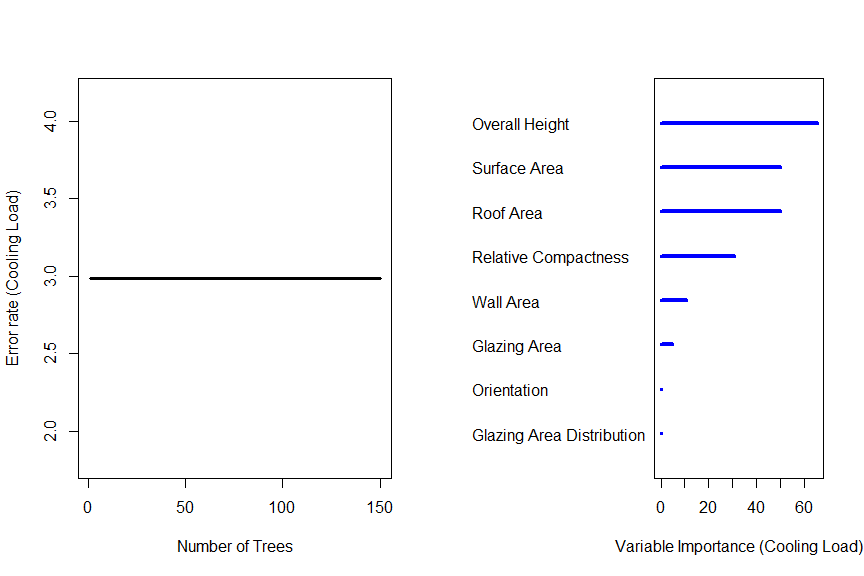 Error rate (Cooling Load)
4.0
3.5
3.0
2.5
2.0
0 50 100 150
Number of Trees
Overall Height
Surface Area
Roof Area
Relative Compactness
Wall Area
Glazing Area
Orientation
Glazing Area Distribution
0 20 40 60
Variable Importance (Cooling Load)